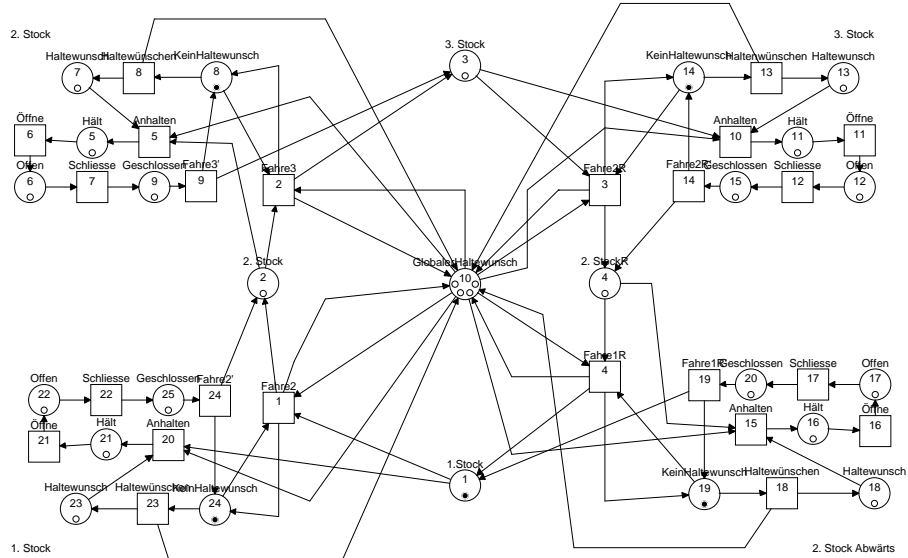 2. Stock
3. Stock
3. Stock
KeinHaltewunsch
Haltewünschen
Haltewunsch
Haltewunsch
Haltewünschen
KeinHaltewunsch
7
8
8
3
14
13
13
Öffne
Hält
Anhalten
Anhalten
Hält
Öffne
6
5
5
10
11
11
Offen
Schliesse
Geschlossen
Fahre3'
Fahre3
Fahre2R
Fahre2R'
Geschlossen
Schliesse
Offen
6
7
9
9
2
3
14
15
12
12
2. Stock
GlobalerHaltewunsch
2. StockR
2
10
4
Offen
Schliesse
Geschlossen
Fahre2'
Fahre2
Fahre1R
Fahre1R'
Geschlossen
Schliesse
Offen
22
22
25
24
1
4
19
20
17
17
Öffne
Hält
Anhalten
Anhalten
Hält
Öffne
21
21
20
15
16
16
1.Stock
1
Haltewunsch
Haltewünschen
KeinHaltewunsch
KeinHaltewunsch
Haltewünschen
Haltewunsch
23
23
24
19
18
18
1. Stock
2. Stock Abwärts